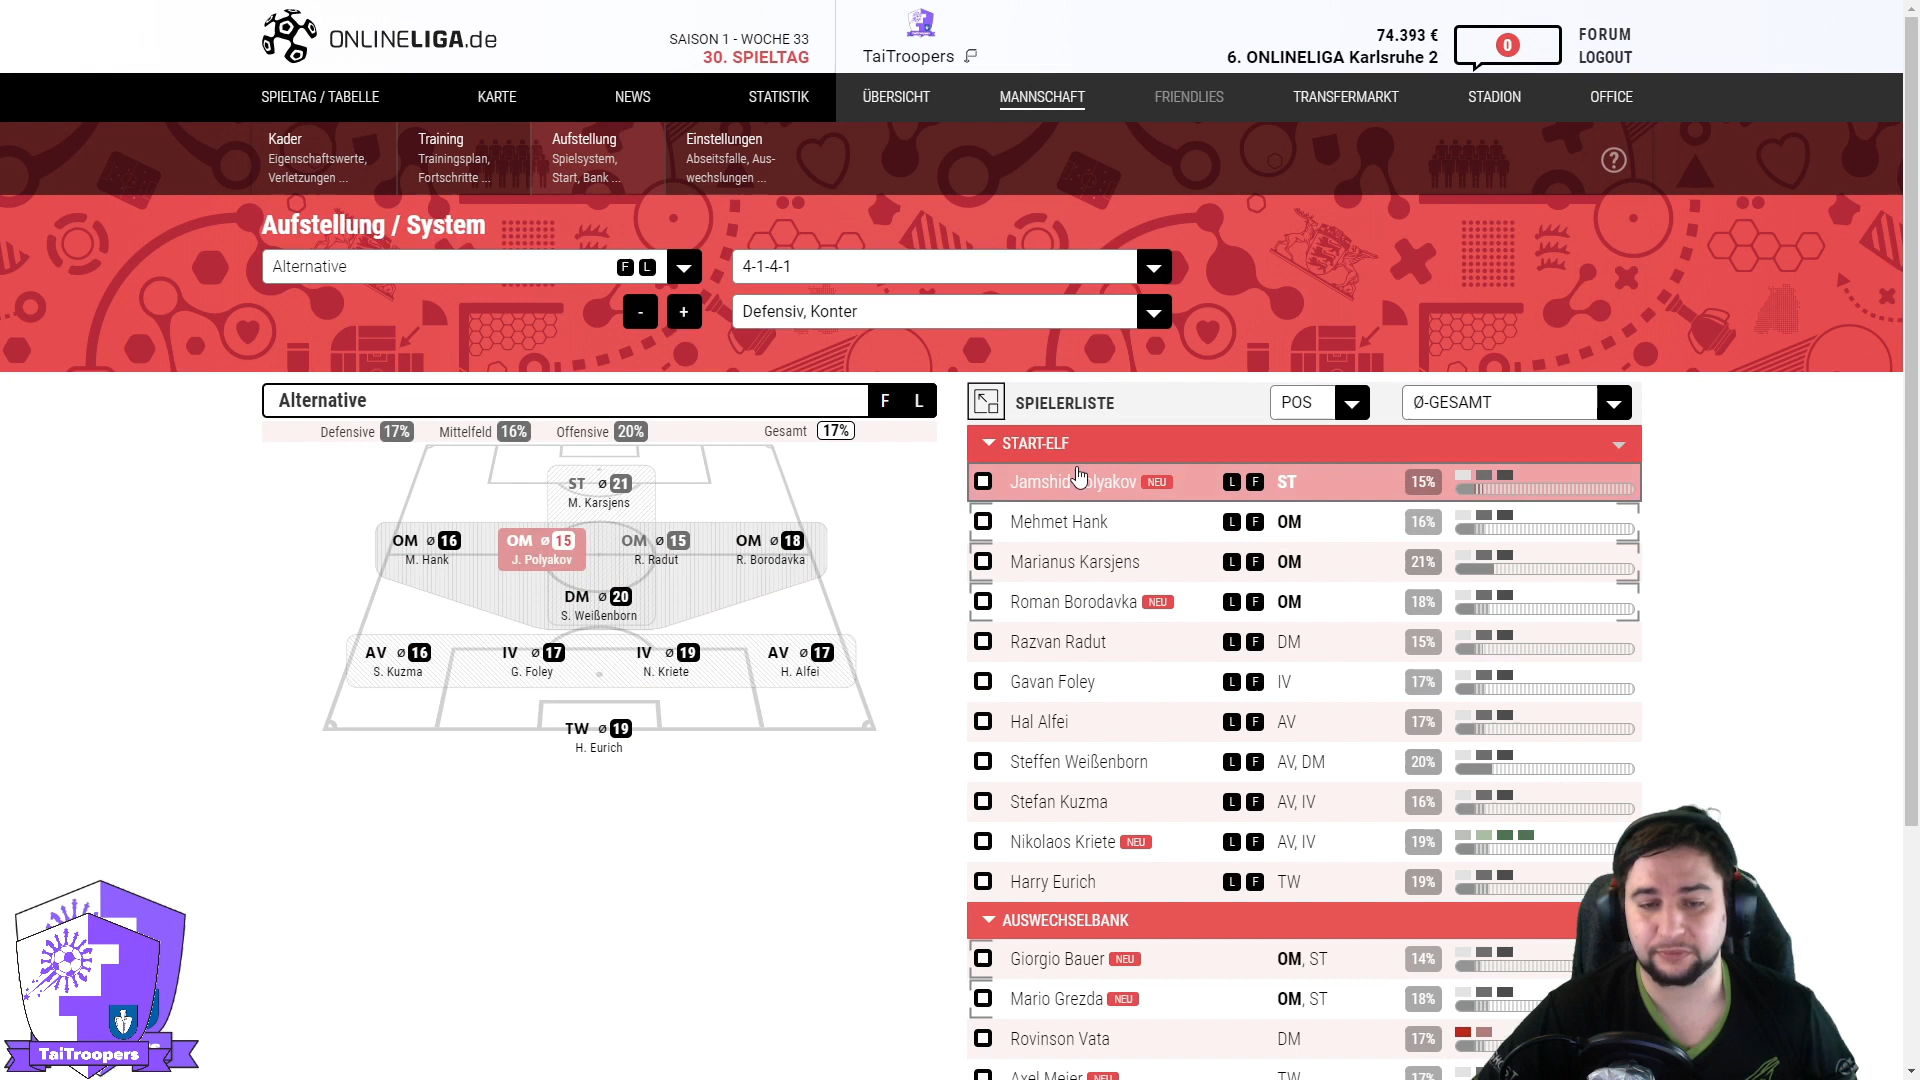 ONLINELIGA.de
SAISON 1 - WOCHE 33
30. SPIELTAG
TaiTroopers
74.393 €
6. ONLINELIGA Karlsruhe 2
0
FORUM
LOGOUT
SPIELTAG / TABELLE
KARTE
NEWS
STATISTIK
ÜBERSICHT
MANNSCHAFT
FRIENDLIES
TRANSFERMARKT
STADION
OFFICE
Kader
Eigenschaftswerte,
Verletzungen ...
Training
Trainingsplan,
Fortschritte ...
Aufstellung
Spielsystem,
Start, Bank ...
Einstellungen
Abseitsfalle, Aus-
wechslungen ...
?
Aufstellung / System
Alternative F L
4-1-4-1
- +
Defensiv, Konter
Alternative F L
Defensive 17% Mittelfeld 16% Offensive 20% Gesamt 17%
ST ø 21
M. Karsjens
OM ø 16
M. Hank
OM ø 15
J. Polyakov
OM ø 15
R. Radut
OM ø 18
R. Borodavka
DM ø 20
S. Weißenborn
AV ø 16
S. Kuzma
IV ø 17
G. Foley
IV ø 19
N. Kriete
AV ø 17
H. Alfei
TW ø 19
H. Eurich
SPIELERLISTE POS Ø-GESAMT
START-ELF
Jamshid Polyakov NEU L F ST 15%
Mehmet Hank L F OM 16%
Marianus Karsjens L F OM 21%
Roman Borodavka NEU L F OM 18%
Razvan Radut L F DM 15%
Gavan Foley L F IV 17%
Hal Alfei L F AV 17%
Steffen Weißenborn L F AV, DM 20%
Stefan Kuzma L F AV, IV 16%
Nikolaos Kriete NEU L F AV, IV 19%
Harry Eurich L F TW 19%
AUSWECHSELBANK
Giorgio Bauer NEU OM, ST 14%
Mario Grezda NEU OM, ST 18%
Rovinson Vata DM 17%
Axel Meier NEU TW 17%
TaiTroopers